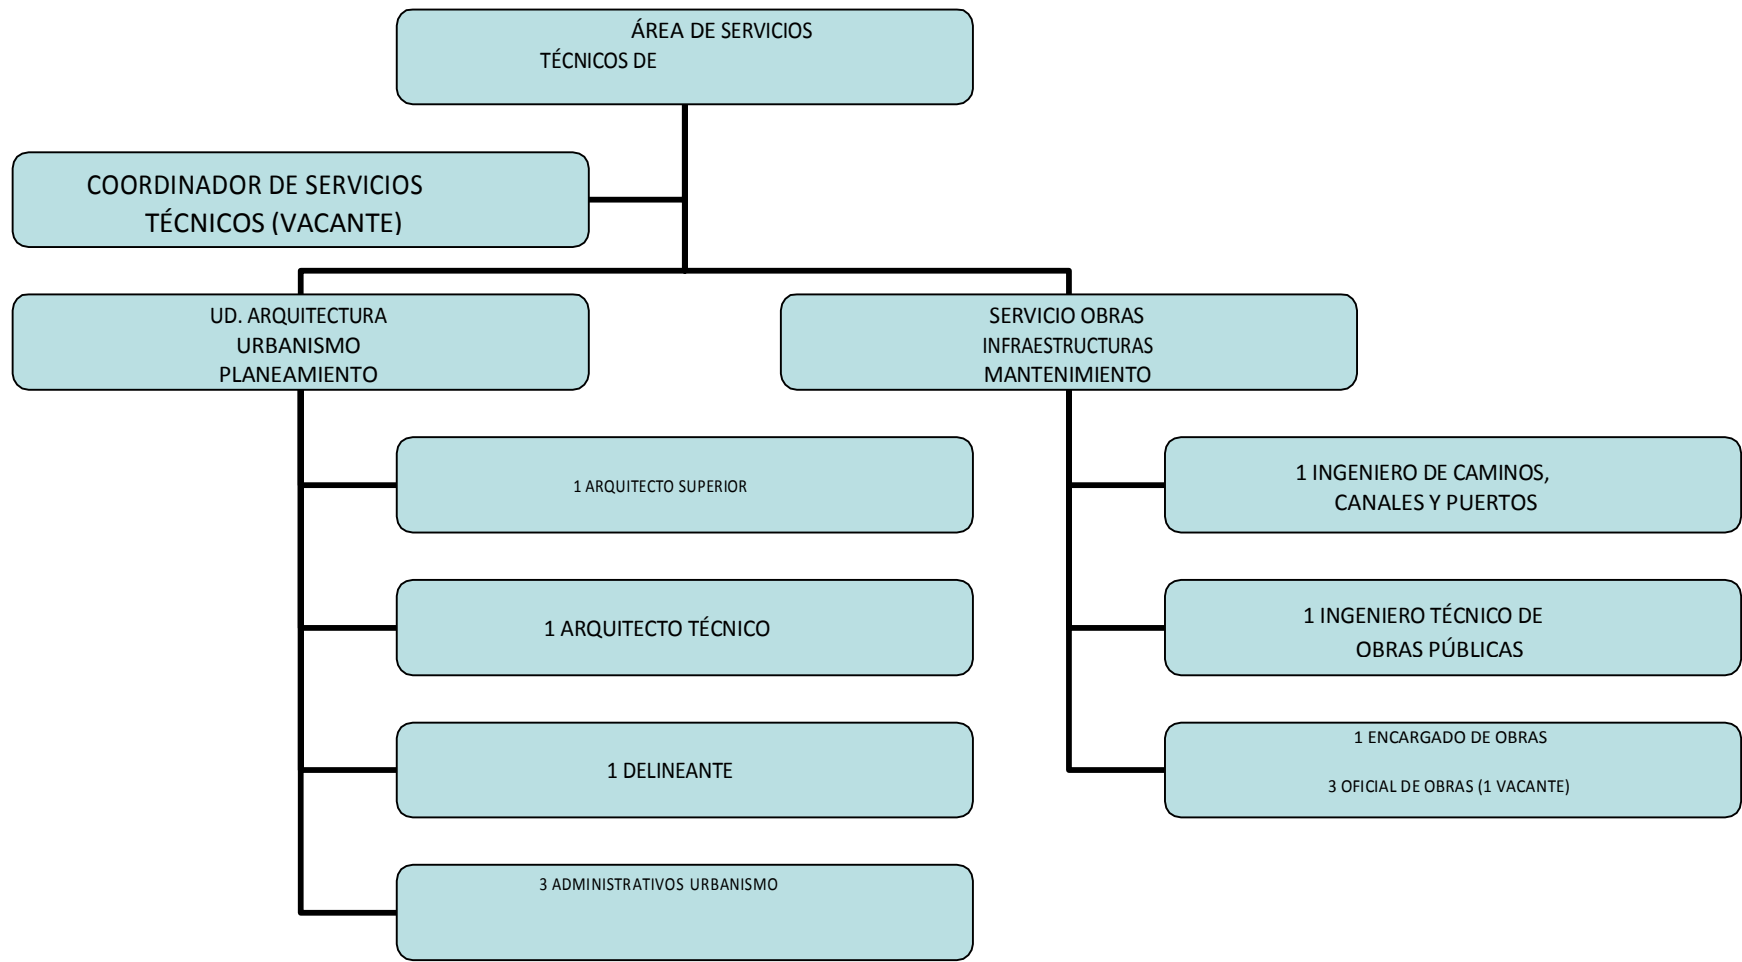 ÁREA DE SERVICIOS
TÉCNICOS DE
COORDINADOR DE SERVICIOS
TÉCNICOS (VACANTE)
UD. ARQUITECTURA
URBANISMO
PLANEAMIENTO
SERVICIO OBRAS
INFRAESTRUCTURAS
MANTENIMIENTO
1 ARQUITECTO SUPERIOR
1 ARQUITECTO TÉCNICO
1 DELINEANTE
3 ADMINISTRATIVOS URBANISMO
1 INGENIERO DE CAMINOS,
CANALES Y PUERTOS
1 INGENIERO TÉCNICO DE
OBRAS PÚBLICAS
1 ENCARGADO DE OBRAS
3 OFICIAL DE OBRAS (1 VACANTE)